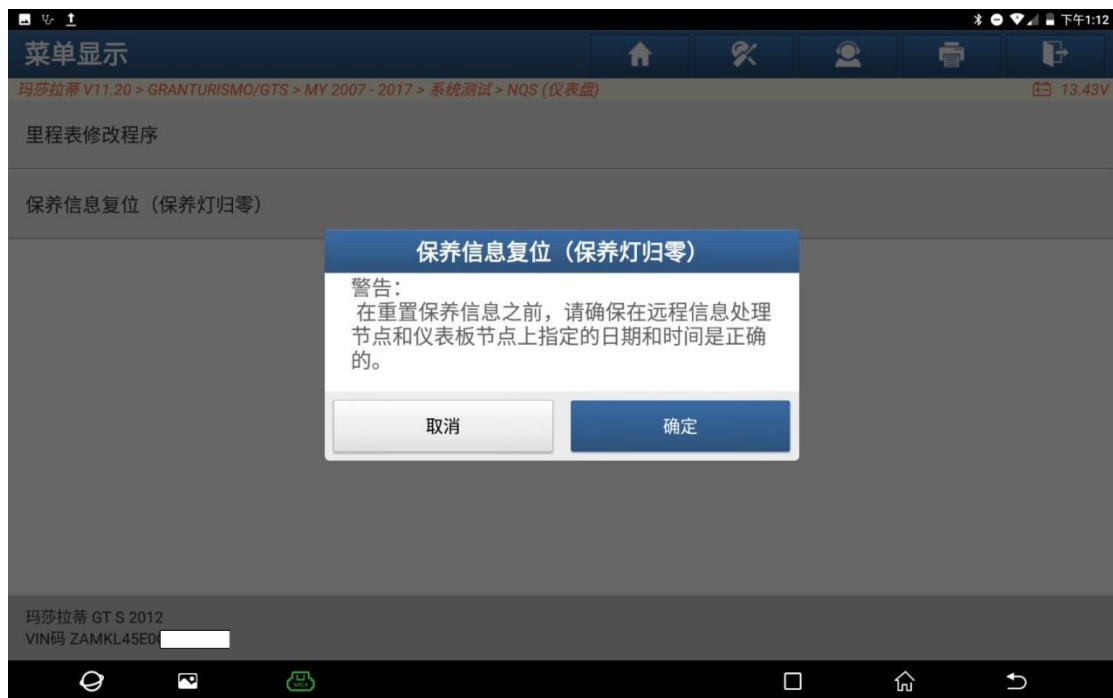 下午1:12
菜单显示
玛莎拉蒂 V11.20 > GRANTURISMO/GTS > MY 2007 - 2017 > 系统测试 > NQS (仪表盘)
13.43V
里程表修改程序
保养信息复位（保养灯归零）
保养信息复位（保养灯归零）
警告：
在重置保养信息之前，请确保在远程信息处理
节点和仪表板节点上指定的日期和时间是正确
的。
取消
确定
玛莎拉蒂 GT S 2012
VIN码 ZAMKL45E0
VCI